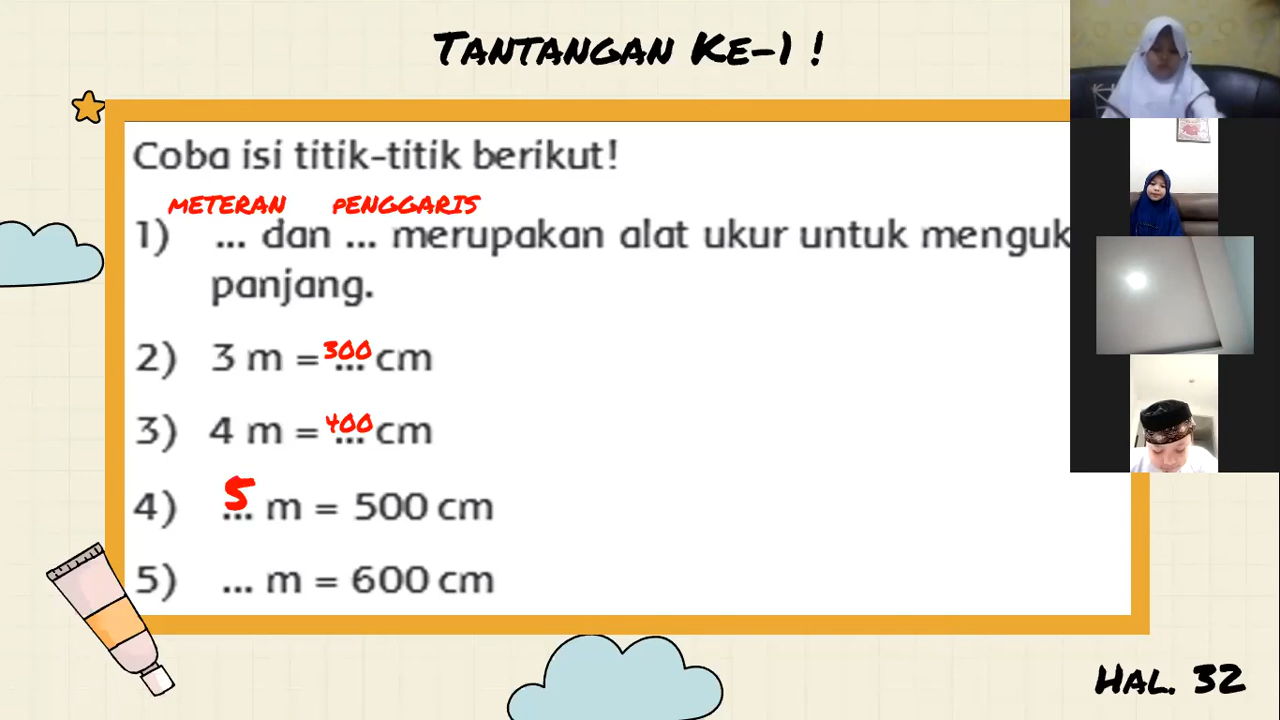 TANTANGAN KE-1 !
Coba isi titik-titik berikut!
METERAN PENGGARIS
1) ... dan ... merupakan alat ukur untuk menguk
panjang.
2) 3 m = 300 ... cm
3) 4 m = 400 ... cm
4) 5 ... m = 500 cm
5) ... m = 600 cm
HAL. 32